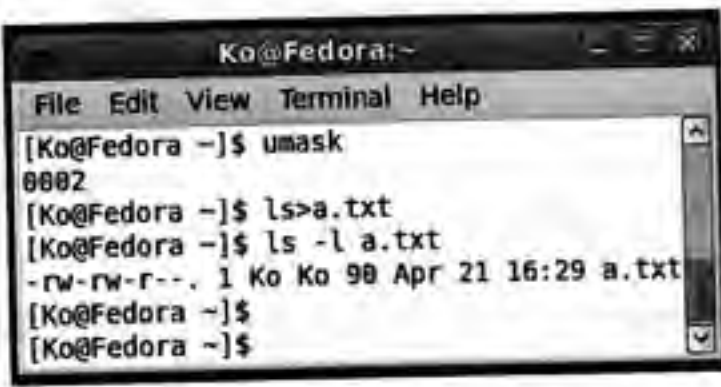 Ko@Fedora:~
File Edit View Terminal Help
[Ko@Fedora ~]$ umask
0002
[Ko@Fedora ~]$ ls>a.txt
[Ko@Fedora ~]$ ls -l a.txt
-rw-rw-r--. 1 Ko Ko 90 Apr 21 16:29 a.txt
[Ko@Fedora ~]$
[Ko@Fedora ~]$